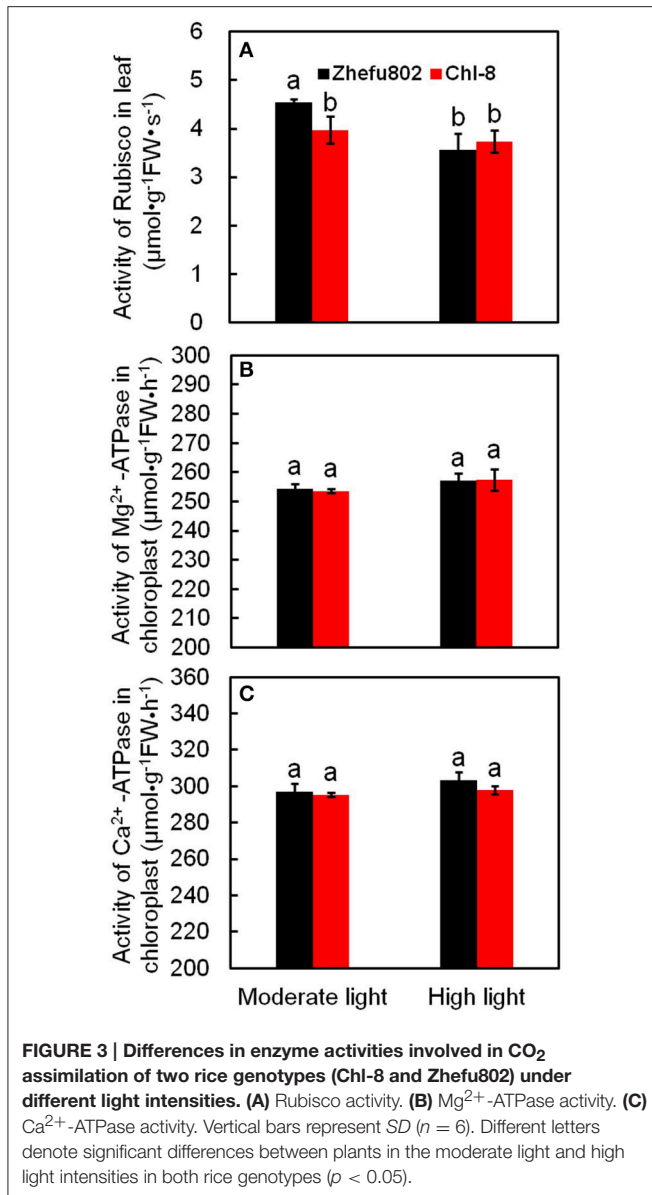 A
Zhefu802 Chl-8
Activity of Rubisco in leaf
(µmol•g⁻¹FW•s⁻¹)
6
5
4
3
2
1
0
a
b
b
b
B
Activity of Mg²⁺-ATPase in
chloroplast (µmol•g⁻¹FW•h⁻¹)
300
290
280
270
260
250
240
230
220
210
200
a
a
a
a
C
Activity of Ca²⁺-ATPase in
chloroplast (µmol•g⁻¹FW•h⁻¹)
360
340
320
300
280
260
240
220
200
a
a
a
a
Moderate light High light
FIGURE 3 | Differences in enzyme activities involved in CO₂
assimilation of two rice genotypes (Chl-8 and Zhefu802) under
different light intensities. (A) Rubisco activity. (B) Mg²⁺-ATPase activity. (C)
Ca²⁺-ATPase activity. Vertical bars represent SD (n = 6). Different letters
denote significant differences between plants in the moderate light and high
light intensities in both rice genotypes (p < 0.05).